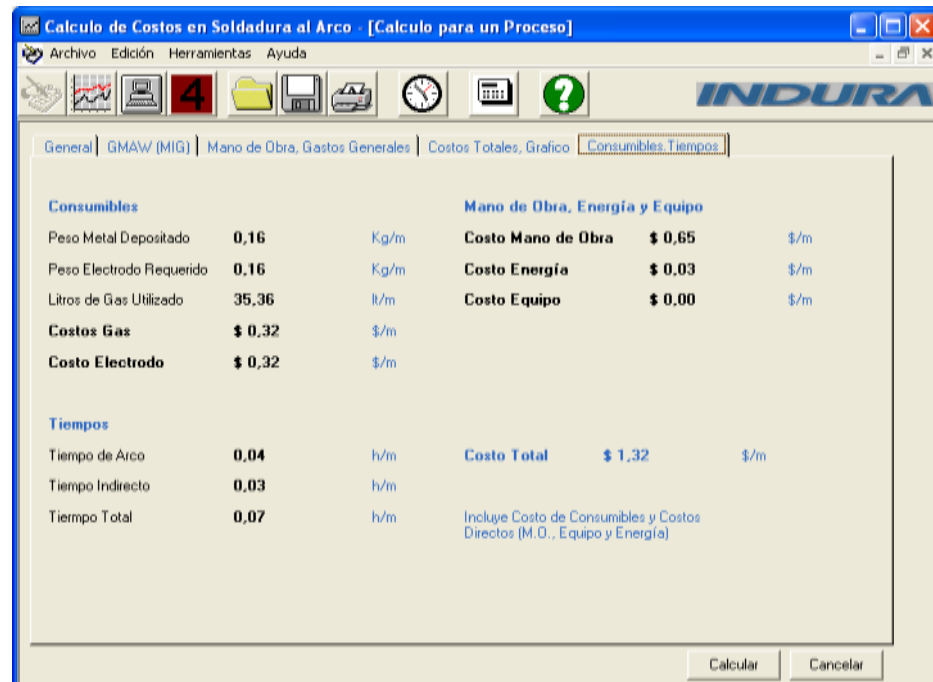 Calculo de Costos en Soldadura al Arco - [Calculo para un Proceso]
Archivo Edición Herramientas Ayuda
4 ? INDURA
General GMAW (MIG) Mano de Obra, Gastos Generales Costos Totales, Grafico Consumibles.Tiempos
Consumibles
Peso Metal Depositado 0,16 Kg/m
Peso Electrodo Requerido 0,16 Kg/m
Litros de Gas Utilizado 35,36 lt/m
Costos Gas $ 0,32 $/m
Costo Electrodo $ 0,32 $/m
Mano de Obra, Energía y Equipo
Costo Mano de Obra $ 0,65 $/m
Costo Energía $ 0,03 $/m
Costo Equipo $ 0,00 $/m
Tiempos
Tiempo de Arco 0,04 h/m
Tiempo Indirecto 0,03 h/m
Tiermpo Total 0,07 h/m
Costo Total $ 1,32 $/m
Incluye Costo de Consumibles y Costos
Directos (M.O., Equipo y Energía)
Calcular Cancelar